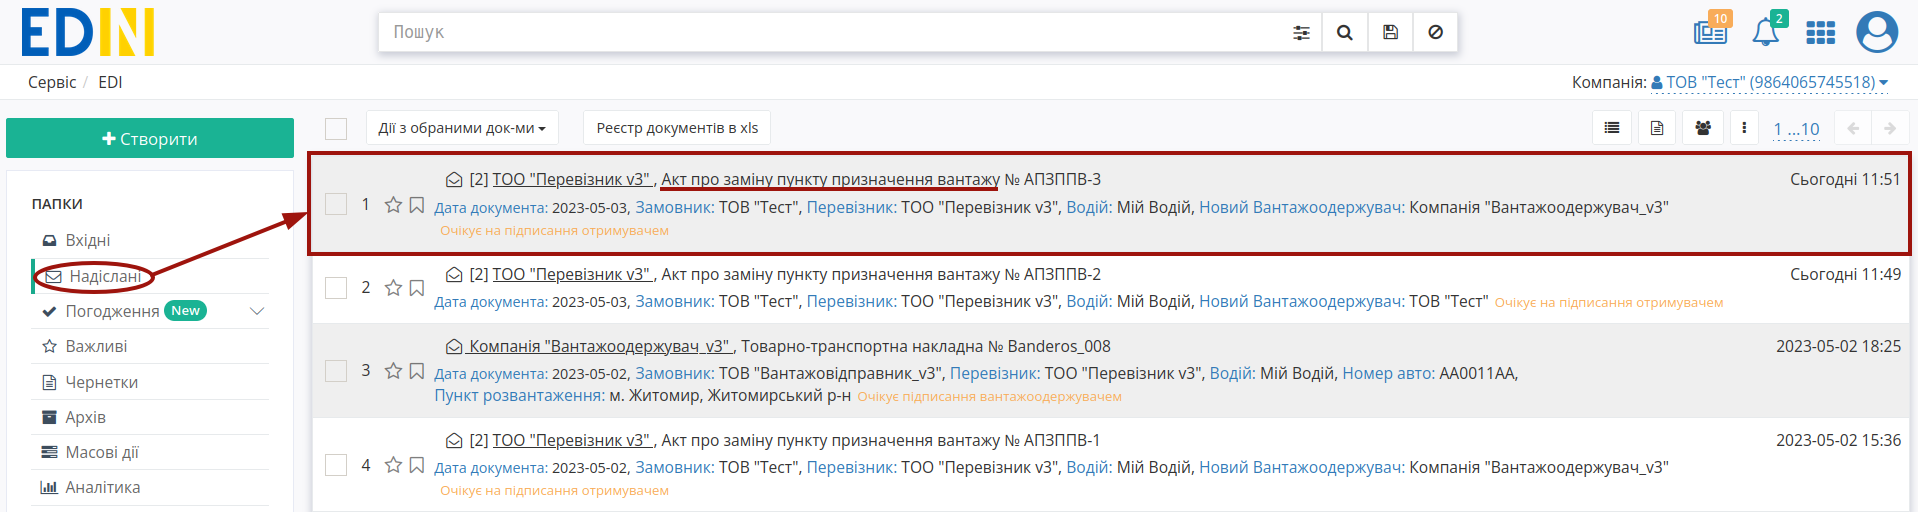 EDIN
Пошук
10
2
Сервіс / EDI
Компанія: ТОВ "Тест" (9864065745518)
Створити
Дії з обраними док-ми
Реєстр документів в xls
1 ...10
ПАПКИ
Вхідні
Надіслані
Погодження New
Важливі
Чернетки
Архів
Масові дії
Аналітика
[2] ТОО "Перевізник v3" , Акт про заміну пункту призначення вантажу № АПЗППВ-3
Сьогодні 11:51
1
Дата документа: 2023-05-03, Замовник: ТОВ "Тест", Перевізник: ТОО "Перевізник v3", Водій: Мій Водій, Новий Вантажоодержувач: Компанія "Вантажоодержувач_v3"
Очікує на підписання отримувачем
[2] ТОО "Перевізник v3" , Акт про заміну пункту призначення вантажу № АПЗППВ-2
Сьогодні 11:49
2
Дата документа: 2023-05-03, Замовник: ТОВ "Тест", Перевізник: ТОО "Перевізник v3", Водій: Мій Водій, Новий Вантажоодержувач: ТОВ "Тест" Очікує на підписання отримувачем
Компанія "Вантажоодержувач_v3" , Товарно-транспортна накладна № Banderos_008
2023-05-02 18:25
3
Дата документа: 2023-05-02, Замовник: ТОВ "Вантажовідправник_v3", Перевізник: ТОО "Перевізник v3", Водій: Мій Водій, Номер авто: АА0011АА,
Пункт розвантаження: м. Житомир, Житомирський р-н Очікує підписання вантажоодержувачем
[2] ТОО "Перевізник v3" , Акт про заміну пункту призначення вантажу № АПЗППВ-1
2023-05-02 15:36
4
Дата документа: 2023-05-02, Замовник: ТОВ "Тест", Перевізник: ТОО "Перевізник v3", Водій: Мій Водій, Новий Вантажоодержувач: Компанія "Вантажоодержувач_v3"
Очікує на підписання отримувачем